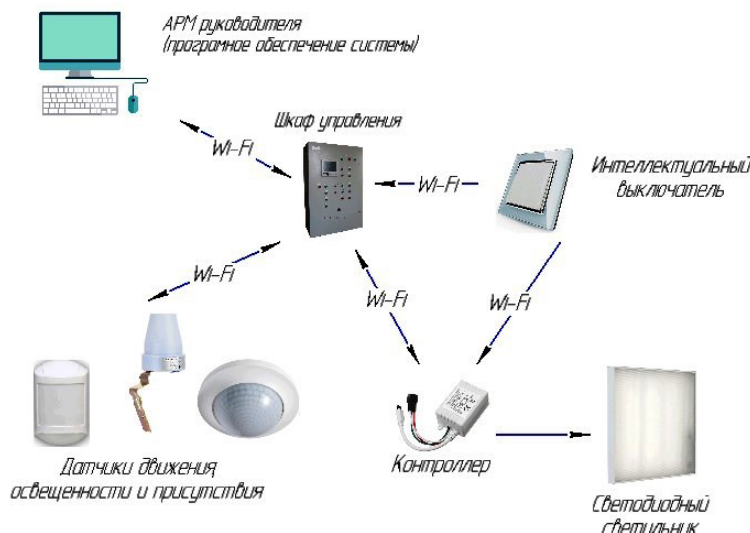 АРМ руководителя
(програмное обеспечение системы)
Шкаф управления
Wi-Fi
Wi-Fi
Интеллектуальный
выключатель
Wi-Fi
Wi-Fi
Wi-Fi
Датчики движения,
освещенности и присутствия
Контроллер
Светодиодный
светильник